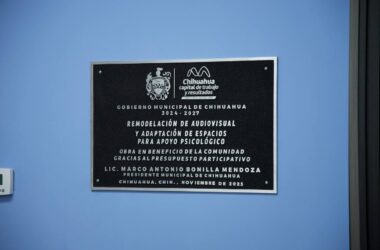 Chihuahua
capital de trabajo
y resultados
GOBIERNO MUNICIPAL DE CHIHUAHUA
2024 - 2027
REMODELACIÓN DE AUDIOVISUAL
Y ADAPTACIÓN DE ESPACIOS
PARA APOYO PSICOLÓGICO
OBRA EN BENEFICIO DE LA COMUNIDAD
GRACIAS AL PRESUPUESTO PARTICIPATIVO
LIC. MARCO ANTONIO BONILLA MENDOZA
PRESIDENTE MUNICIPAL DE CHIHUAHUA
CHIHUAHUA, CHIH., NOVIEMBRE DE 2025